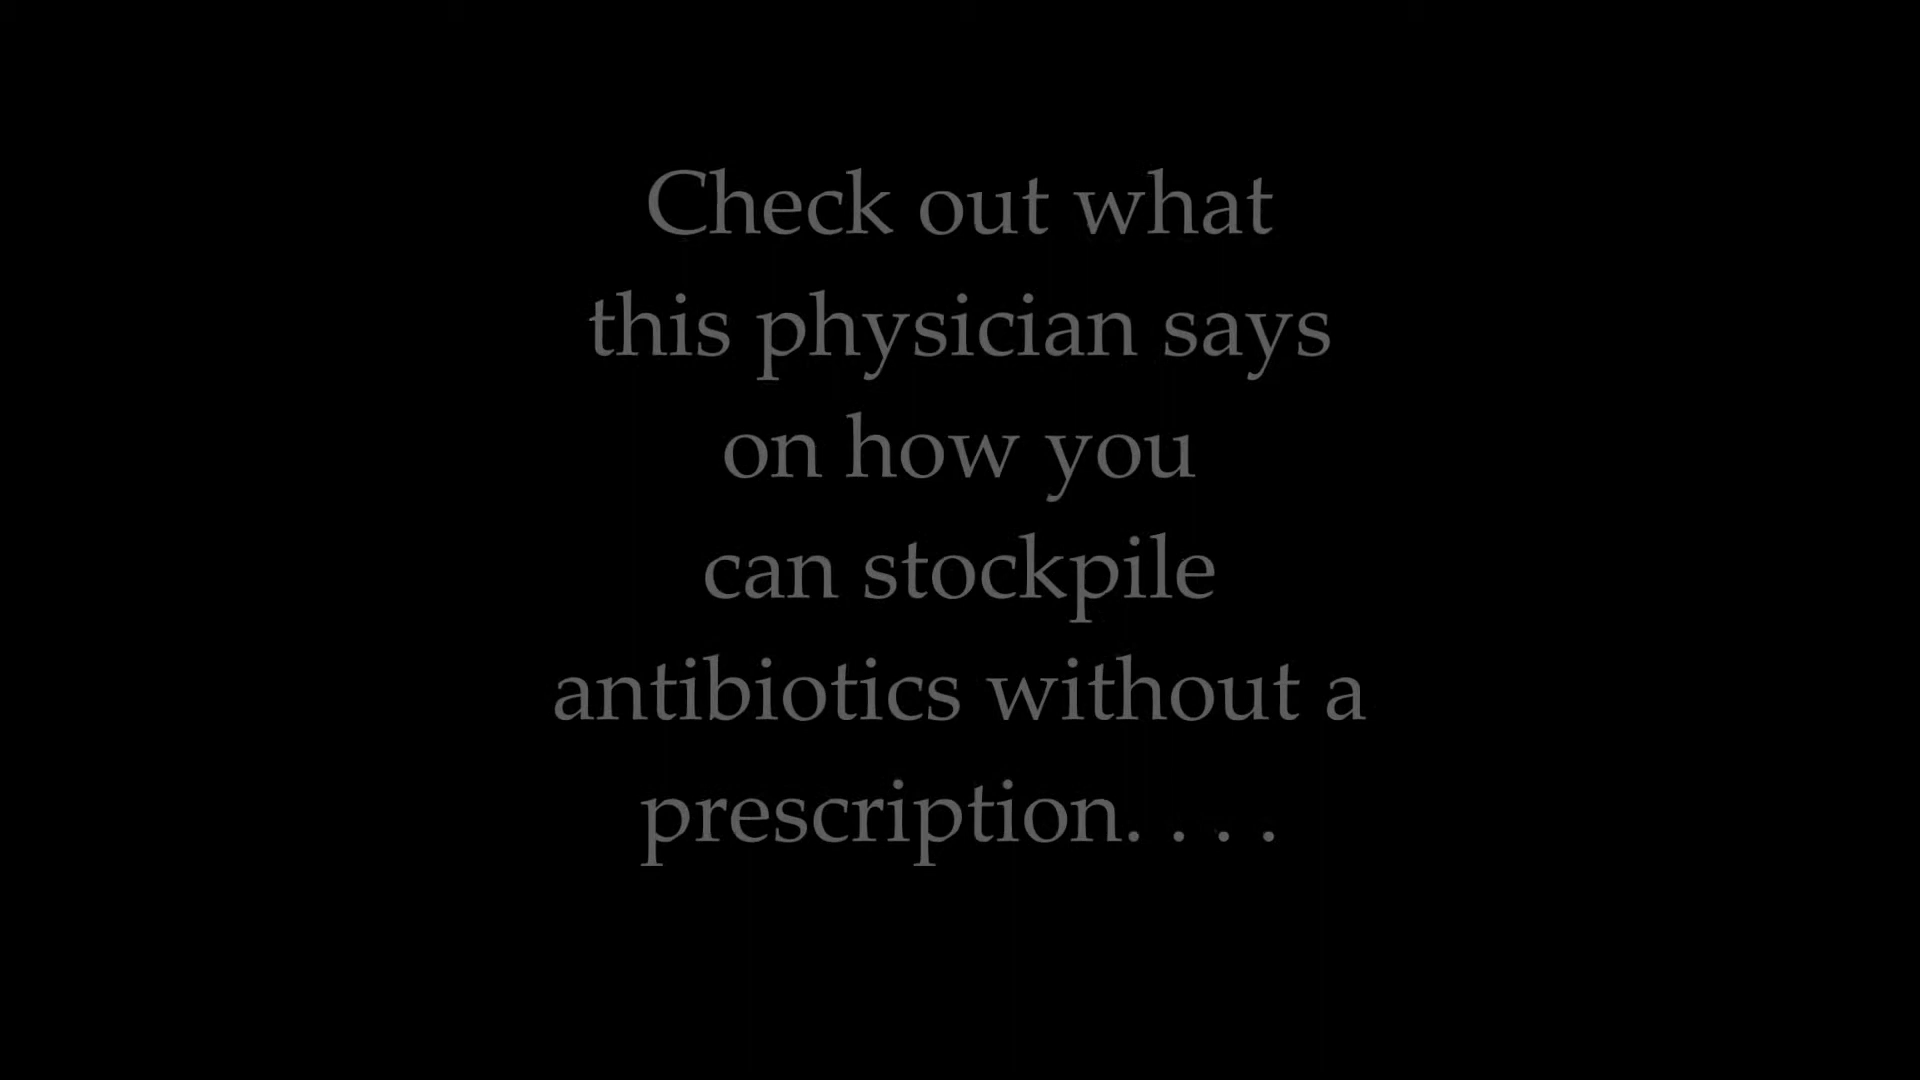 Check out what
this physician says
on how you
can stockpile
antibiotics without a
prescription. . . .